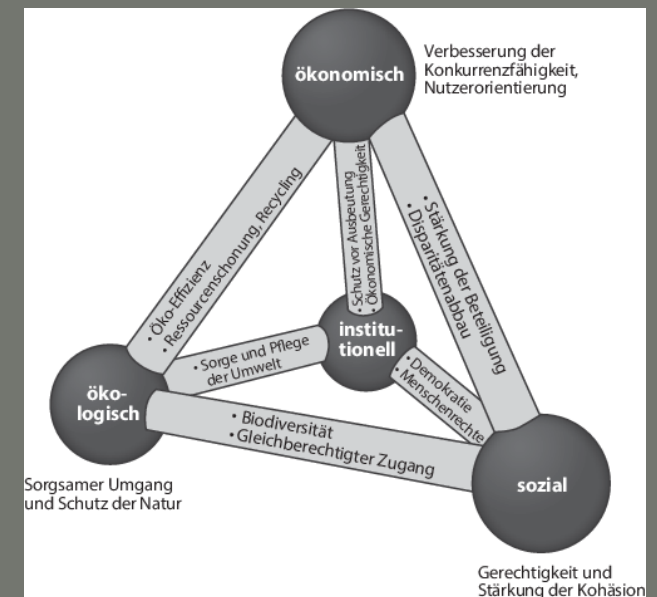 ökonomisch
Verbesserung der
Konkurrenzfähigkeit,
Nutzerorientierung
• Öko-Effizienz
• Ressourcenschonung, Recycling
• Schutz vor Ausbeutung
• Ökonomische Gerechtigkeit
• Stärkung der Beteiligung
• Disparitätenabbau
institu-
tionell
• Sorge und Pflege
der Umwelt
• Demokratie
• Menschenrechte
öko-
logisch
• Biodiversität
• Gleichberechtigter Zugang
sozial
Sorgsamer Umgang
und Schutz der Natur
Gerechtigkeit und
Stärkung der Kohäsion